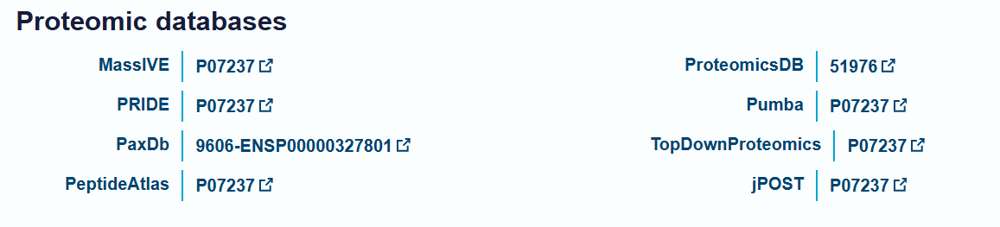 Proteomic databases
MassIVE P07237
ProteomicsDB 51976
PRIDE P07237
Pumba P07237
PaxDb 9606-ENSP00000327801
TopDownProteomics P07237
PeptideAtlas P07237
jPOST P07237